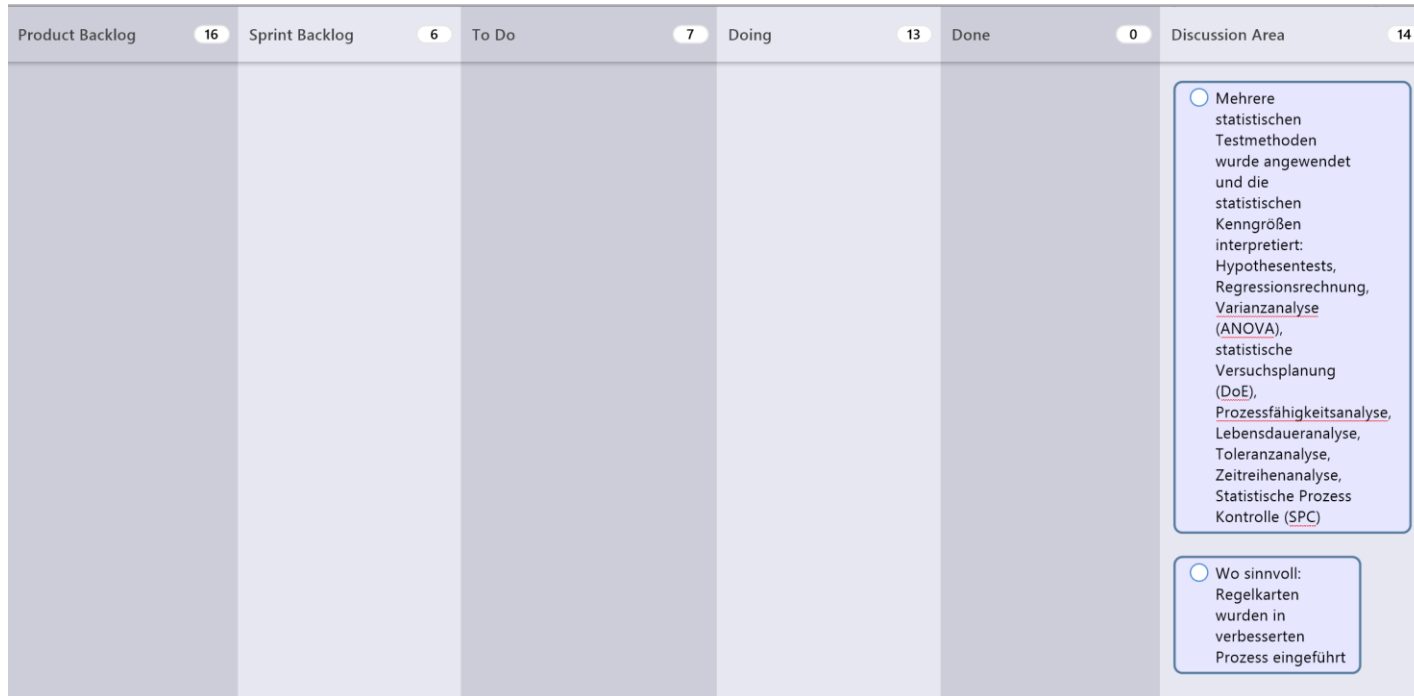 Product Backlog 16 Sprint Backlog 6 To Do 7 Doing 13 Done 0 Discussion Area 14
Mehrere
statistischen
Testmethoden
wurde angewendet
und die
statistischen
Kenngrößen
interpretiert:
Hypothesentests,
Regressionsrechnung,
Varianzanalyse
(ANOVA),
statistische
Versuchsplanung
(DoE),
Prozessfähigkeitsanalyse,
Lebensdaueranalyse,
Toleranzanalyse,
Zeitreihenanalyse,
Statistische Prozess
Kontrolle (SPC)
Wo sinnvoll:
Regelkarten
wurden in
verbesserten
Prozess eingeführt